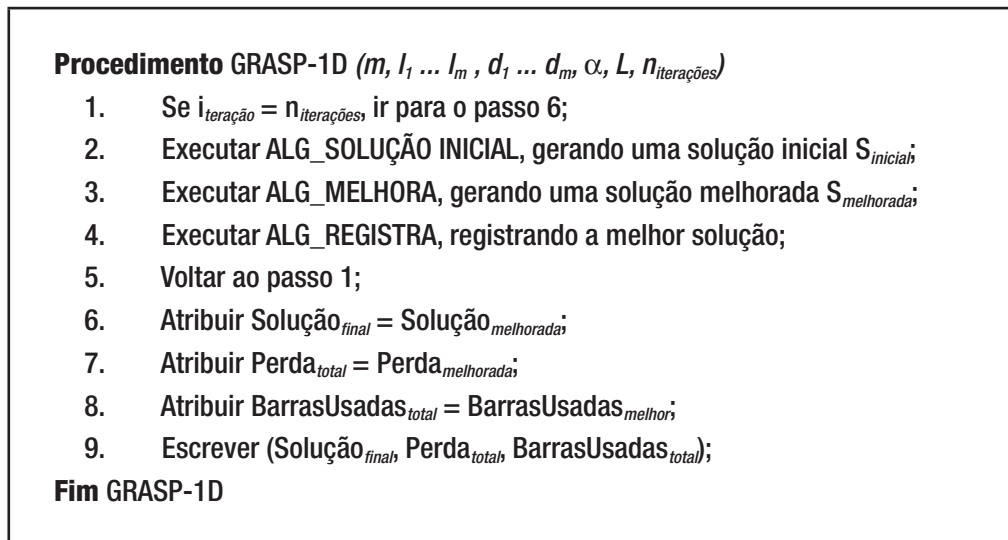 Procedimento GRASP-1D (m, l1 ... lm , d1 ... dm, α, L, niterações)
1. Se iteração = niterações, ir para o passo 6;
2. Executar ALG_SOLUÇÃO INICIAL, gerando uma solução inicial Sinicial;
3. Executar ALG_MELHORA, gerando uma solução melhorada Smelhorada;
4. Executar ALG_REGISTRA, registrando a melhor solução;
5. Voltar ao passo 1;
6. Atribuir Soluçãofinal = Soluçãomelhorada;
7. Atribuir Perdatotal = Perdamelhorada;
8. Atribuir BarrasUsadastotal = BarrasUsadasmelhor;
9. Escrever (Soluçãofinal, Perdatotal, BarrasUsadastotal);
Fim GRASP-1D